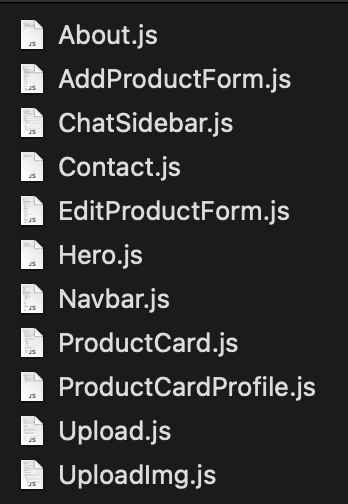 About.js
AddProductForm.js
ChatSidebar.js
Contact.js
EditProductForm.js
Hero.js
Navbar.js
ProductCard.js
ProductCardProfile.js
Upload.js
UploadImg.js